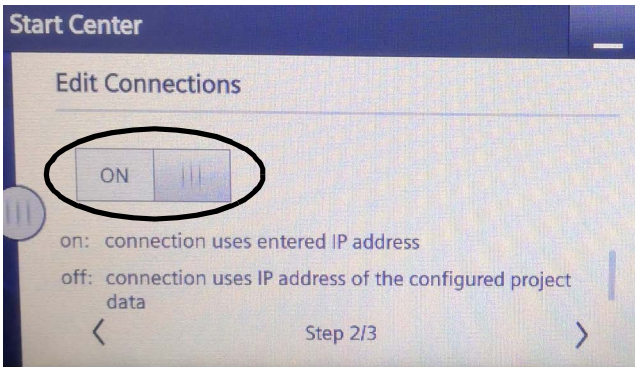 Start Center
Edit Connections
ON
on: connection uses entered IP address
off: connection uses IP address of the configured project
data
Step 2/3